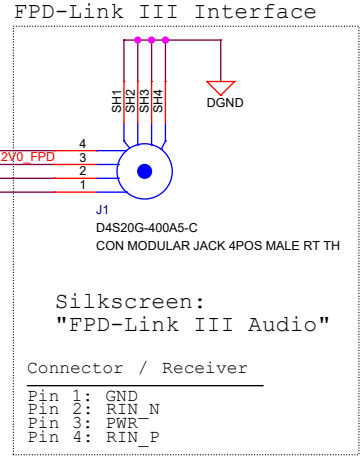 FPD-Link III Interface
SH1
SH2
SH3
SH4
DGND
4
2V0_FPD 3
2
1
J1
D4S20G-400A5-C
CON MODULAR JACK 4POS MALE RT TH
Silkscreen:
"FPD-Link III Audio"
Connector / Receiver
Pin 1: GND
Pin 2: RIN_N
Pin 3: PWR
Pin 4: RIN_P